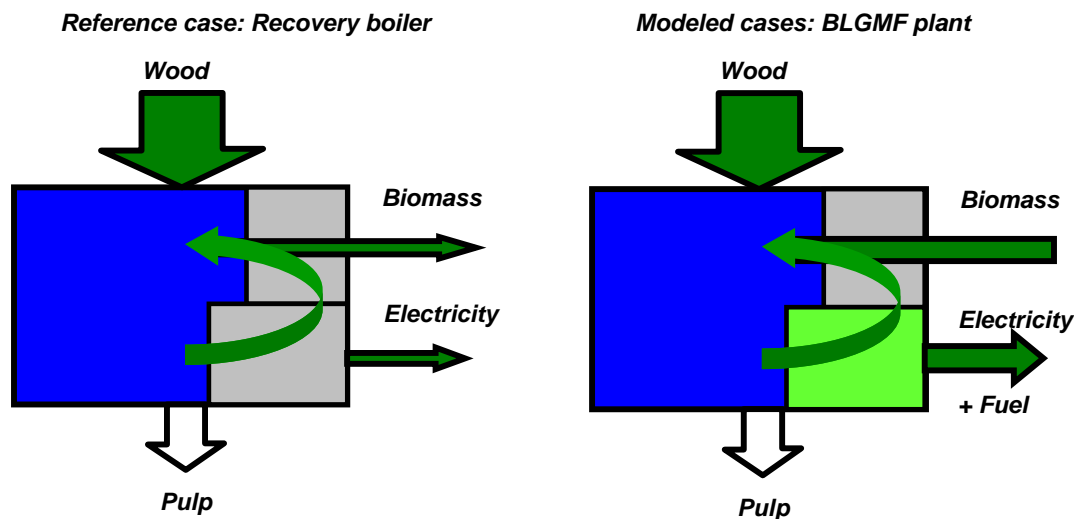 Reference case: Recovery boiler
Wood
Biomass
Electricity
Pulp
Modeled cases: BLGMF plant
Wood
Biomass
Electricity
+ Fuel
Pulp